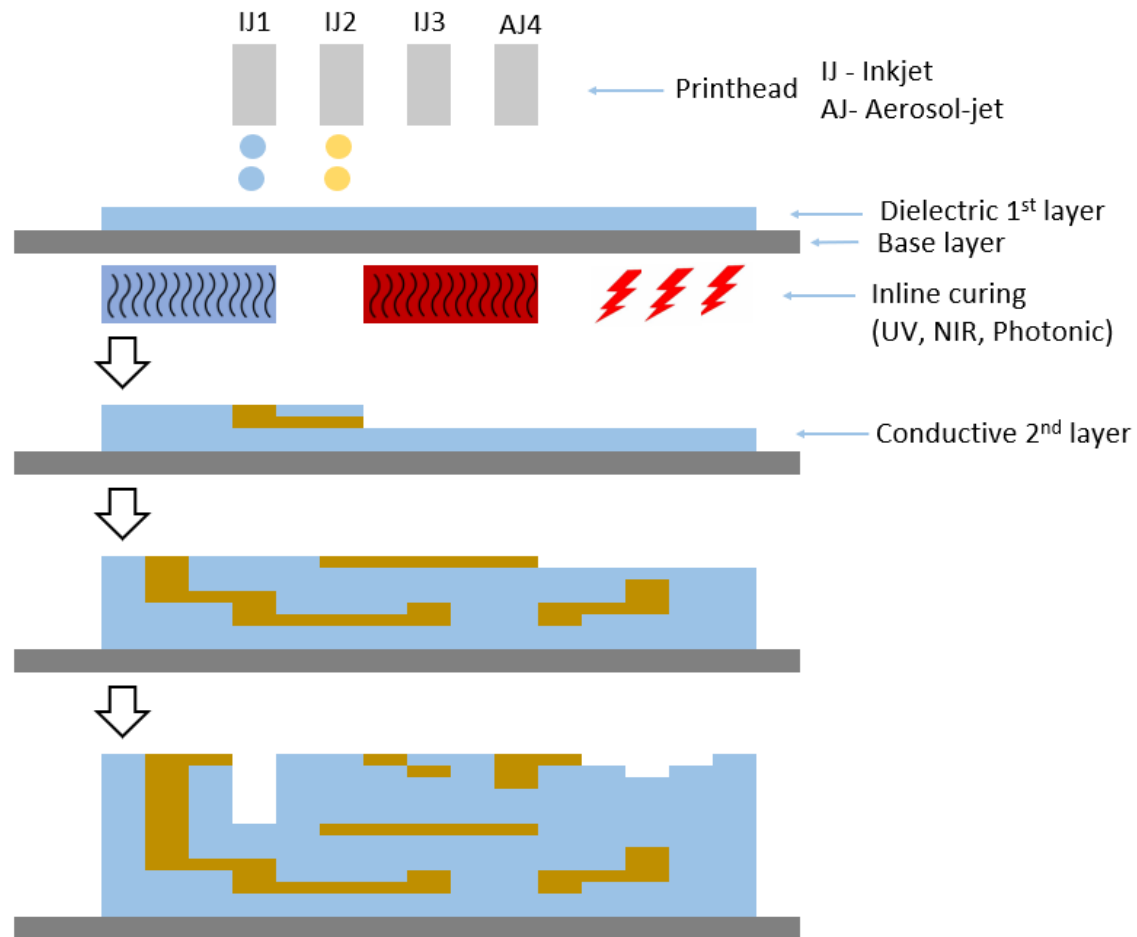 IJ1 IJ2 IJ3 AJ4
Printhead
IJ - Inkjet
AJ- Aerosol-jet
Dielectric 1st layer
Base layer
Inline curing
(UV, NIR, Photonic)
Conductive 2nd layer